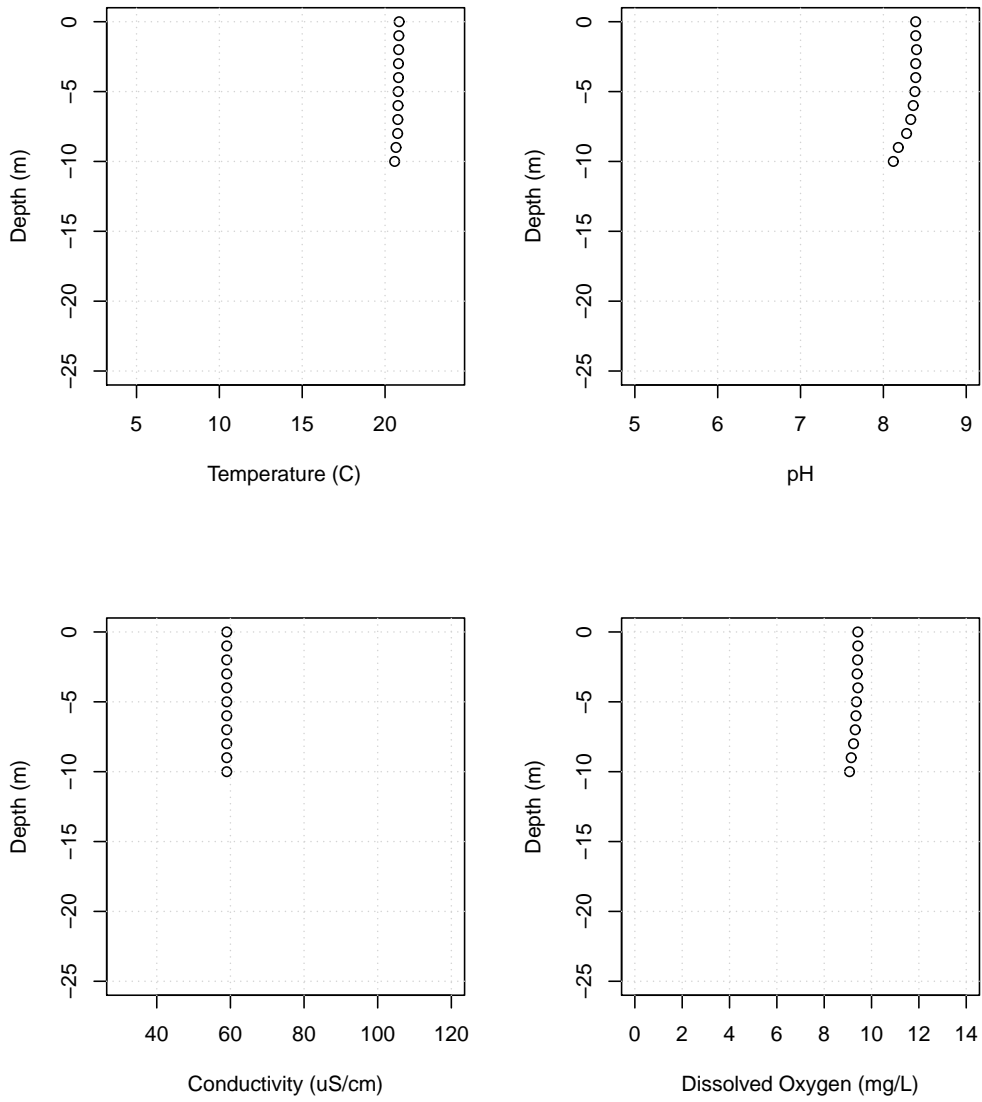 0
−5
−10
−15
−20
−25
Depth (m)
5 10 15 20
Temperature (C)
0
−5
−10
−15
−20
−25
Depth (m)
5 6 7 8 9
pH
0
−5
−10
−15
−20
−25
Depth (m)
40 60 80 100 120
Conductivity (uS/cm)
0
−5
−10
−15
−20
−25
Depth (m)
0 2 4 6 8 10 12 14
Dissolved Oxygen (mg/L)